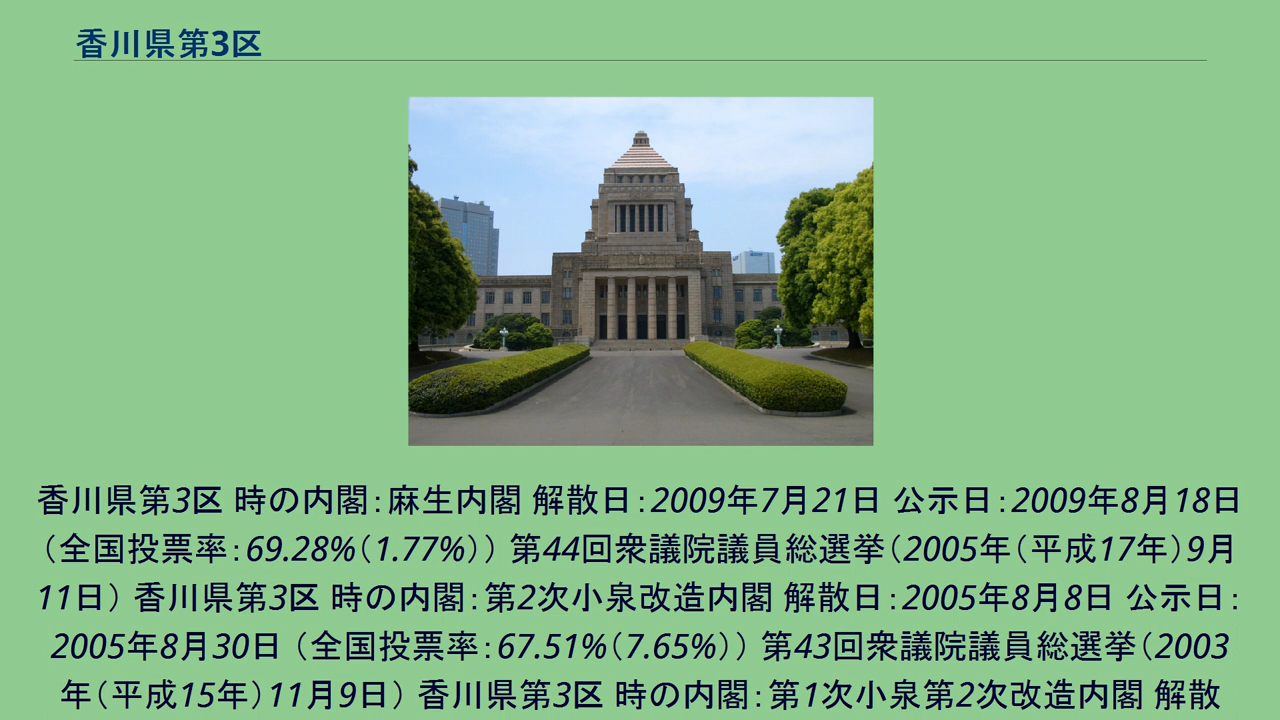 香川県第3区
香川県第3区 時の内閣：麻生内閣 解散日：2009年7月21日 公示日：2009年8月18日
（全国投票率：69.28%（1.77%）） 第44回衆議院議員総選挙（2005年（平成17年）9月
11日） 香川県第3区 時の内閣：第2次小泉改造内閣 解散日：2005年8月8日 公示日：
2005年8月30日 （全国投票率：67.51%（7.65%）） 第43回衆議院議員総選挙（2003
年（平成15年）11月9日） 香川県第3区 時の内閣：第1次小泉第2次改造内閣 解散